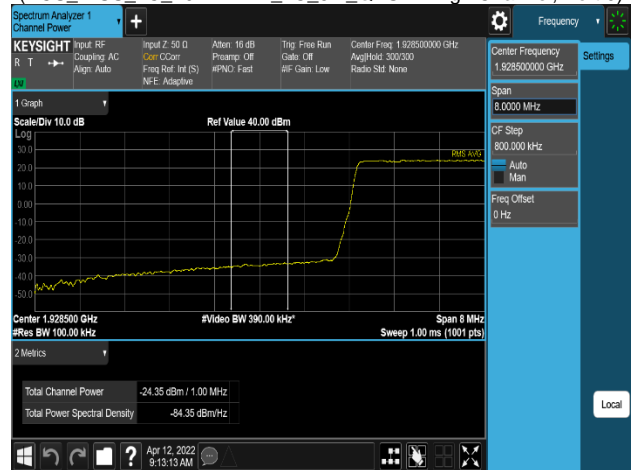 Spectrum Analyzer 1
Channel Power
Frequency
KEYSIGHT
R T
LW
Input: RF
Coupling: AC
Align: Auto
Input Z: 50 Ω
Corr CCorr
Freq Ref: Int (S)
NFE: Adaptive
Atten: 16 dB
Preamp: Off
#PNO: Fast
Trig: Free Run
Gate: Off
#IF Gain: Low
Center Freq: 1.928500000 GHz
Avg|Hold: 300/300
Radio Std: None
Center Frequency
1.928500000 GHz
Settings
Span
8.0000 MHz
CF Step
800.000 kHz
Auto
Man
Freq Offset
0 Hz
1 Graph
Scale/Div 10.0 dB
Ref Value 40.00 dBm
Log
30.0
20.0
10.0
0.00
-10.0
-20.0
-30.0
-40.0
-50.0
RMS AVG
Center 1.928500 GHz
#Video BW 390.00 kHz*
Span 8 MHz
#Res BW 100.00 kHz
Sweep 1.00 ms (1001 pts)
2 Metrics
Total Channel Power
-24.35 dBm / 1.00 MHz
Total Power Spectral Density
-84.35 dBm/Hz
Local
?
Apr 12, 2022
9:13:13 AM